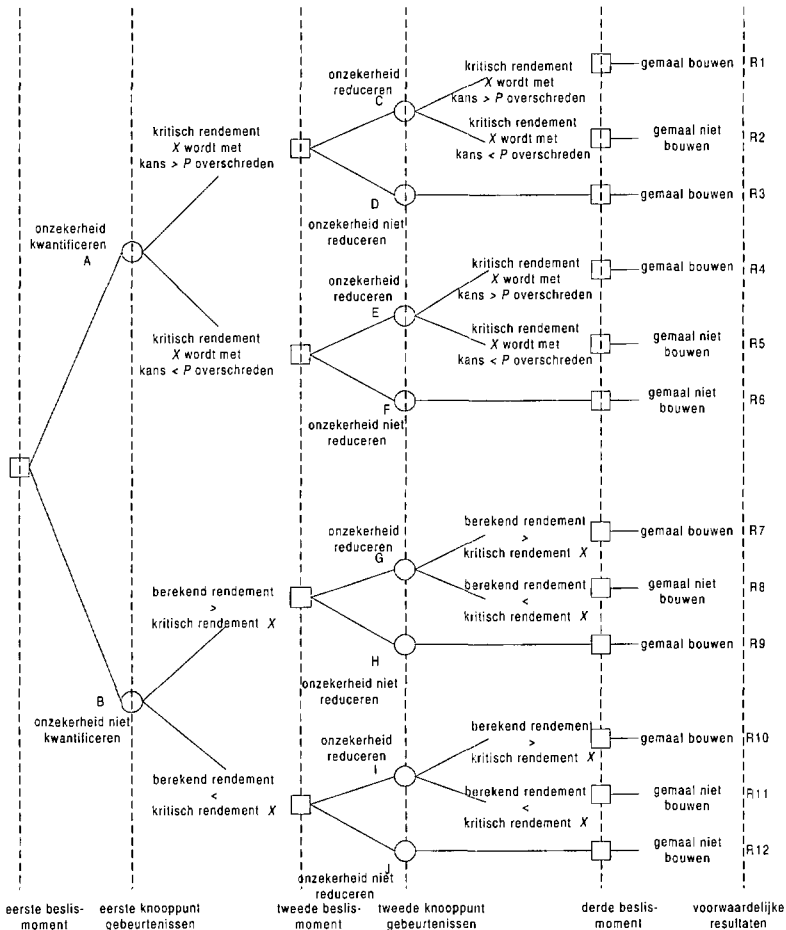 onzekerheid
reduceren
C
kritisch rendement
X wordt met
kans > P overschreden
gemaal bouwen
R1
kritisch rendement
X wordt met
kans < P overschreden
gemaal niet
bouwen
R2
kritisch rendement
X wordt met
kans > P overschreden
D
onzekerheid niet
reduceren
gemaal bouwen
R3
onzekerheid
kwantificeren
A
onzekerheid
reduceren
E
kritisch rendement
X wordt met
kans > P overschreden
gemaal bouwen
R4
kritisch rendement
X wordt met
kans < P overschreden
gemaal niet
bouwen
R5
kritisch rendement
X wordt met
kans < P overschreden
F
onzekerheid niet
reduceren
gemaal niet
bouwen
R6
onzekerheid
reduceren
G
berekend rendement
>
kritisch rendement X
gemaal bouwen
R7
berekend rendement
<
kritisch rendement X
gemaal niet
bouwen
R8
berekend rendement
>
kritisch rendement X
H
onzekerheid niet
reduceren
gemaal bouwen
R9
B
onzekerheid niet
kwantificeren
onzekerheid
reduceren
I
berekend rendement
>
kritisch rendement X
gemaal bouwen
R10
berekend rendement
<
kritisch rendement X
gemaal niet
bouwen
R11
berekend rendement
<
kritisch rendement X
J
onzekerheid niet
reduceren
gemaal niet
bouwen
R12
eerste beslis-
moment
eerste knooppunt
gebeurtenissen
tweede beslis-
moment
tweede knooppunt
gebeurtenissen
derde beslis-
moment
voorwaardelijke
resultaten